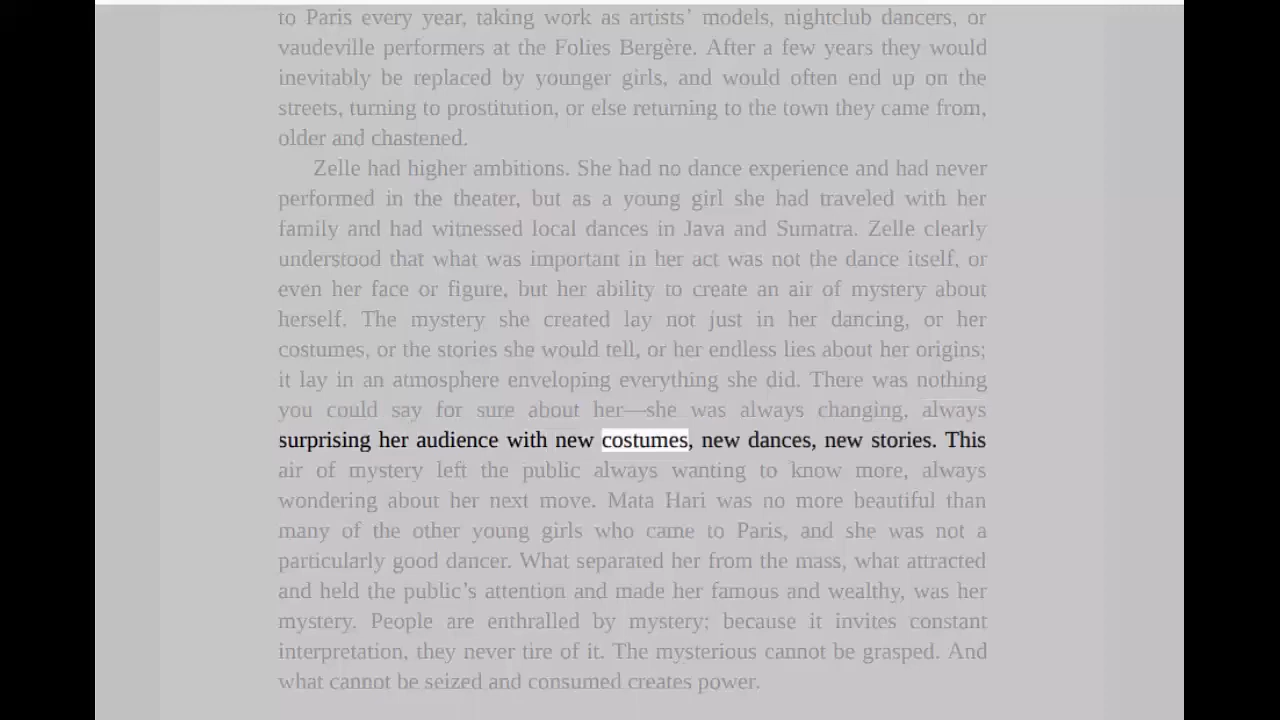 to Paris every year, taking work as artists’ models, nightclub dancers, or
vaudeville performers at the Folies Bergère. After a few years they would
inevitably be replaced by younger girls, and would often end up on the
streets, turning to prostitution, or else returning to the town they came from,
older and chastened.
Zelle had higher ambitions. She had no dance experience and had never
performed in the theater, but as a young girl she had traveled with her
family and had witnessed local dances in Java and Sumatra. Zelle clearly
understood that what was important in her act was not the dance itself, or
even her face or figure, but her ability to create an air of mystery about
herself. The mystery she created lay not just in her dancing, or her
costumes, or the stories she would tell, or her endless lies about her origins;
it lay in an atmosphere enveloping everything she did. There was nothing
you could say for sure about her—she was always changing, always
surprising her audience with new costumes, new dances, new stories. This
air of mystery left the public always wanting to know more, always
wondering about her next move. Mata Hari was no more beautiful than
many of the other young girls who came to Paris, and she was not a
particularly good dancer. What separated her from the mass, what attracted
and held the public’s attention and made her famous and wealthy, was her
mystery. People are enthralled by mystery; because it invites constant
interpretation, they never tire of it. The mysterious cannot be grasped. And
what cannot be seized and consumed creates power.